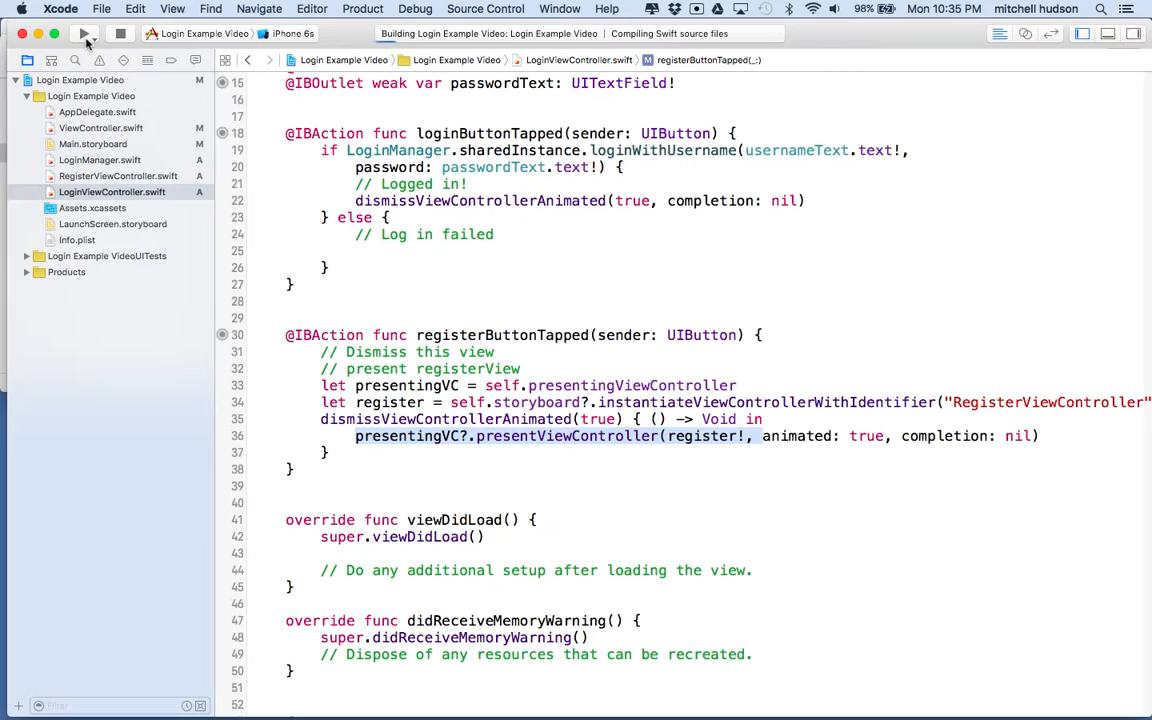 Xcode File Edit View Find Navigate Editor Product Debug Source Control Window Help 98% Mon 10:35 PM mitchell hudson
Login Example Video iPhone 6s Building Login Example Video: Login Example Video Compiling Swift source files
Login Example Video Login Example Video LoginViewController.swift M registerButtonTapped(_:)
Login Example Video M
Login Example Video
AppDelegate.swift
ViewController.swift M
Main.storyboard M
LoginManager.swift A
RegisterViewController.swift A
LoginViewController.swift A
Assets.xcassets
LaunchScreen.storyboard
Info.plist
Login Example VideoUITests
Products
Filter
15 @IBOutlet weak var passwordText: UITextField!
16
17
18 @IBAction func loginButtonTapped(sender: UIButton) {
19 if LoginManager.sharedInstance.loginWithUsername(usernameText.text!,
20 password: passwordText.text!) {
21 // Logged in!
22 dismissViewControllerAnimated(true, completion: nil)
23 } else {
24 // Log in failed
25
26 }
27 }
28
29
30 @IBAction func registerButtonTapped(sender: UIButton) {
31 // Dismiss this view
32 // present registerView
33 let presentingVC = self.presentingViewController
34 let register = self.storyboard?.instantiateViewControllerWithIdentifier("RegisterViewController"
35 dismissViewControllerAnimated(true) { () -> Void in
36 presentingVC?.presentViewController(register!, animated: true, completion: nil)
37 }
38 }
39
40
41 override func viewDidLoad() {
42 super.viewDidLoad()
43
44 // Do any additional setup after loading the view.
45 }
46
47 override func didReceiveMemoryWarning() {
48 super.didReceiveMemoryWarning()
49 // Dispose of any resources that can be recreated.
50 }
51
52